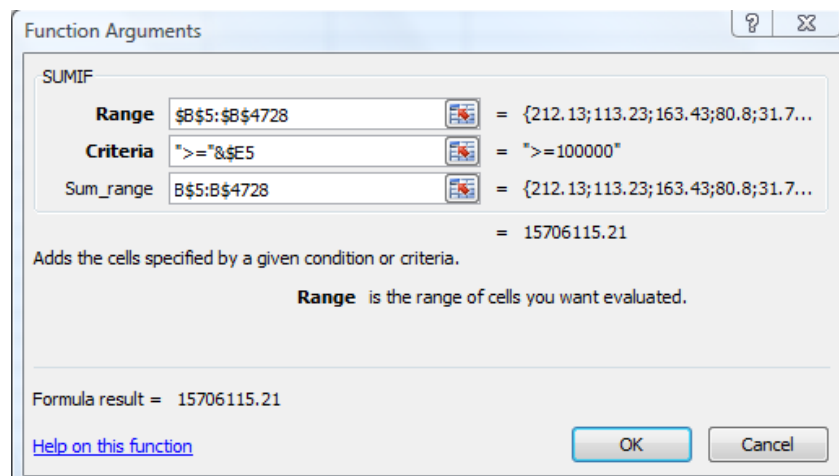 Function Arguments
SUMIF
Range $B$5:$B$4728 = {212.13;113.23;163.43;80.8;31.7...
Criteria ">="&$E5 = ">=100000"
Sum_range B$5:B$4728 = {212.13;113.23;163.43;80.8;31.7...
= 15706115.21
Adds the cells specified by a given condition or criteria.
Range is the range of cells you want evaluated.
Formula result = 15706115.21
Help on this function OK Cancel